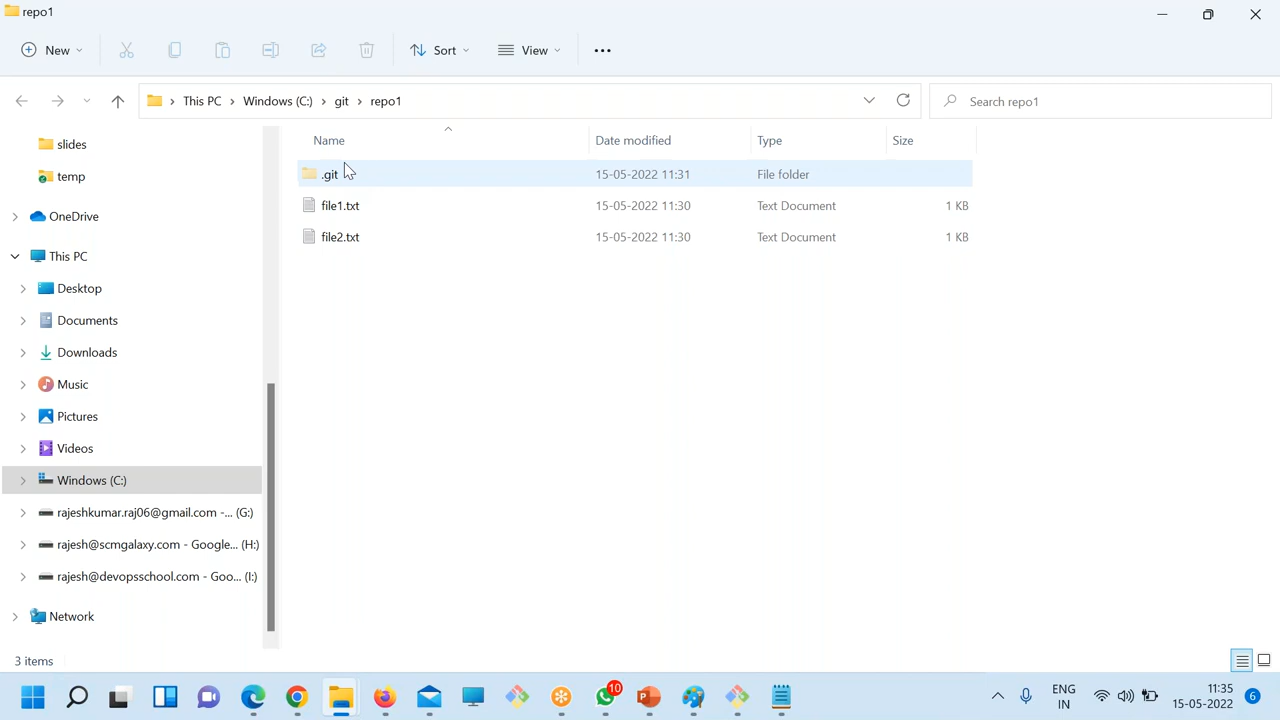 repo1
New
Sort
View
This PC > Windows (C:) > git > repo1
Search repo1
Name Date modified Type Size
.git 15-05-2022 11:31 File folder
file1.txt 15-05-2022 11:30 Text Document 1 KB
file2.txt 15-05-2022 11:30 Text Document 1 KB
slides
temp
OneDrive
This PC
Desktop
Documents
Downloads
Music
Pictures
Videos
Windows (C:)
rajeshkumar.raj06@gmail.com -... (G:)
rajesh@scmgalaxy.com - Google... (H:)
rajesh@devopsschool.com - Goo... (I:)
Network
3 items
10
ENG
IN
11:35
15-05-2022
6